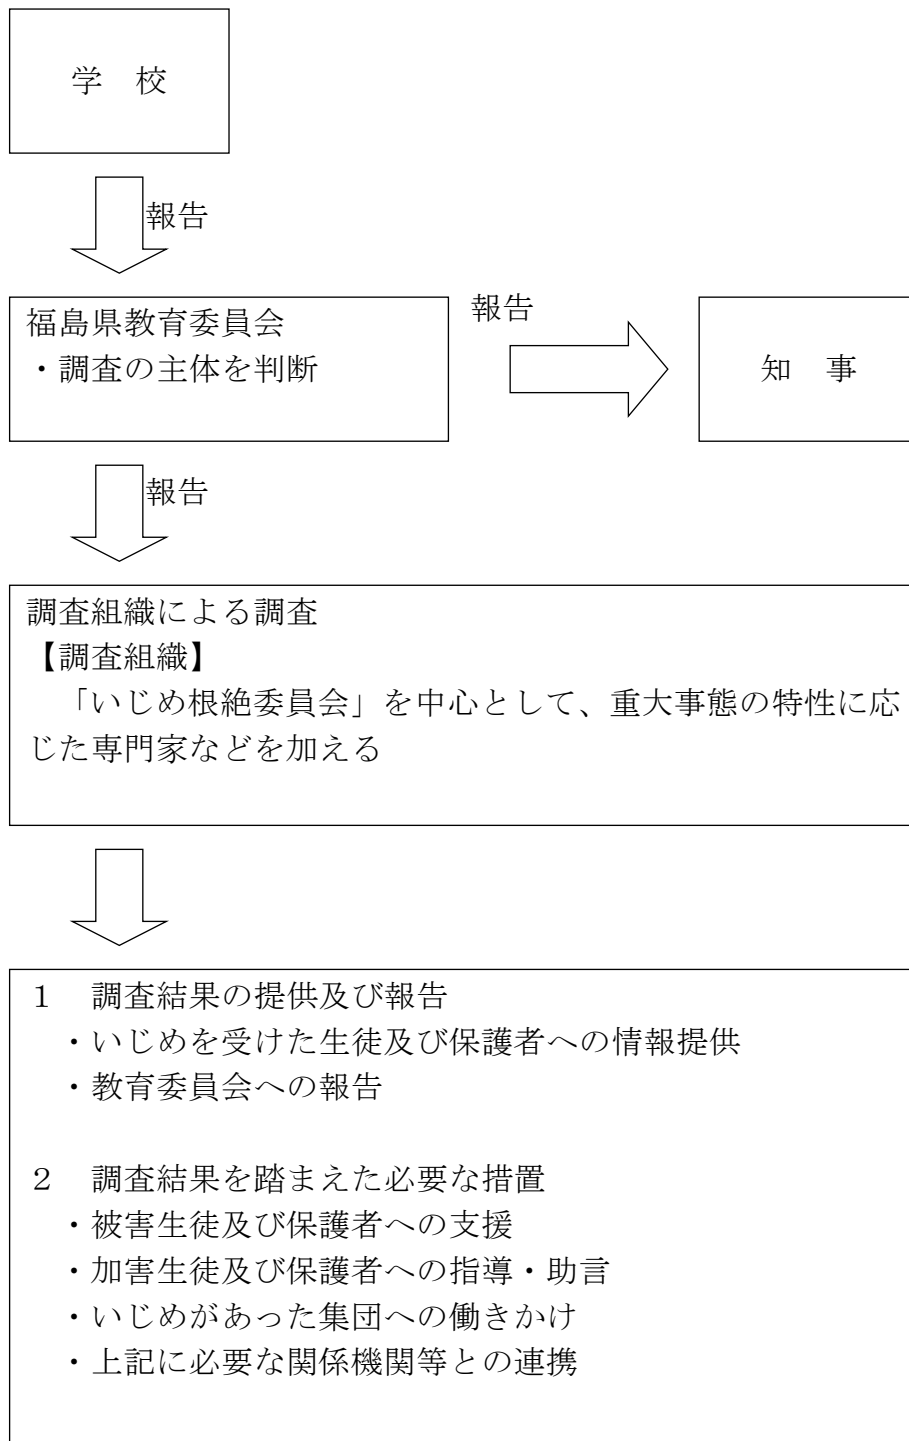 学　校
報告
福島県教育委員会
・調査の主体を判断
報告
知　事
報告
調査組織による調査
【調査組織】
　「いじめ根絶委員会」を中心として、重大事態の特性に応
じた専門家などを加える
１　調査結果の提供及び報告
・いじめを受けた生徒及び保護者への情報提供
・教育委員会への報告
２　調査結果を踏まえた必要な措置
・被害生徒及び保護者への支援
・加害生徒及び保護者への指導・助言
・いじめがあった集団への働きかけ
・上記に必要な関係機関等との連携